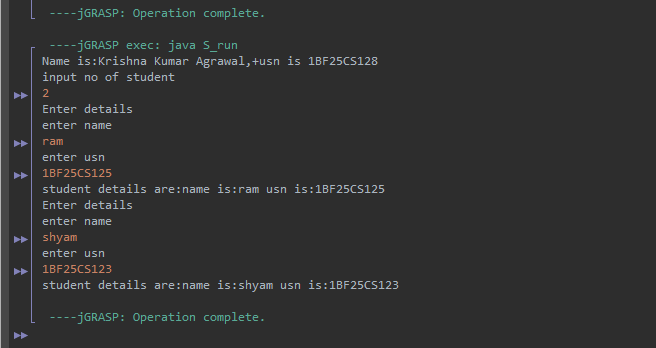 ----jGRASP: Operation complete.
----jGRASP exec: java S_run
Name is:Krishna Kumar Agrawal,+usn is 1BF25CS128
input no of student
2
Enter details
enter name
ram
enter usn
1BF25CS125
student details are:name is:ram usn is:1BF25CS125
Enter details
enter name
shyam
enter usn
1BF25CS123
student details are:name is:shyam usn is:1BF25CS123
----jGRASP: Operation complete.